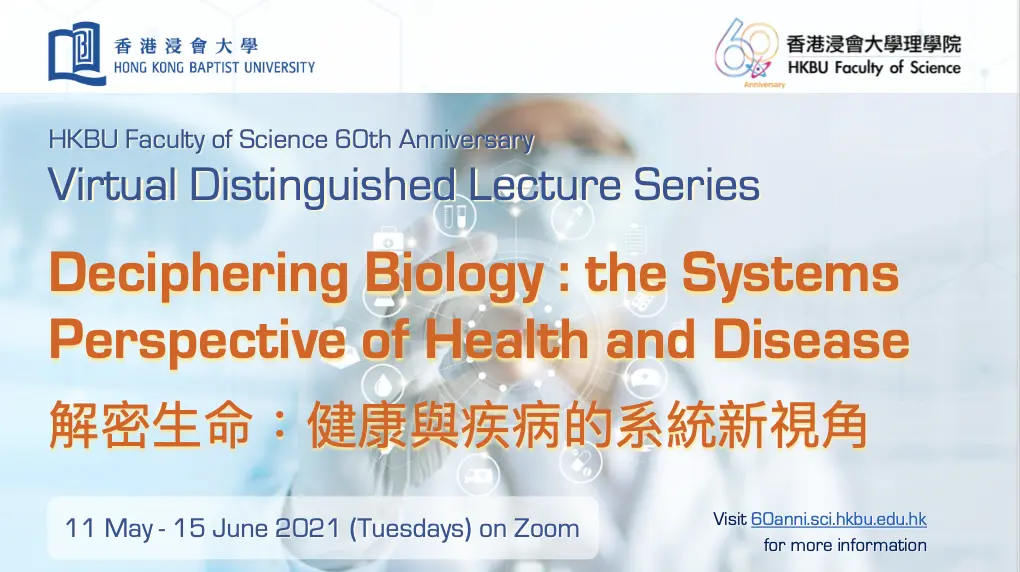 香港浸會大學
HONG KONG BAPTIST UNIVERSITY
60
Anniversary
香港浸會大學理學院
HKBU Faculty of Science
HKBU Faculty of Science 60th Anniversary
Virtual Distinguished Lecture Series
Deciphering Biology : the Systems
Perspective of Health and Disease
解密生命：健康與疾病的系統新視角
11 May - 15 June 2021 (Tuesdays) on Zoom
Visit 60anni.sci.hkbu.edu.hk
for more information